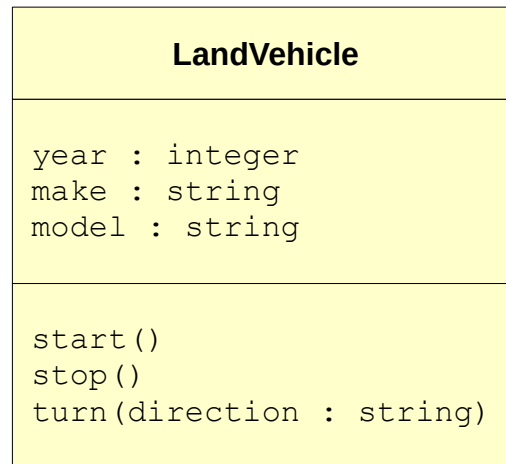 LandVehicle
year : integer
make : string
model : string
start()
stop()
turn(direction : string)